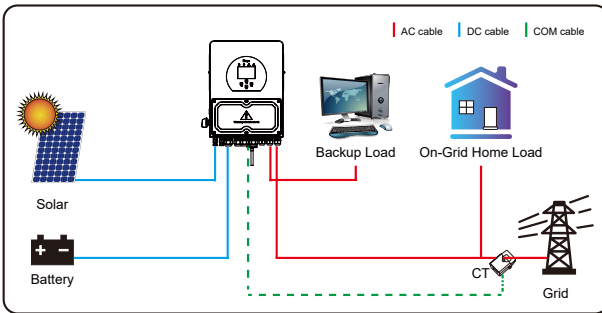 AC cable
DC cable
COM cable
Backup Load
On-Grid Home Load
Solar
Battery
CT
Grid